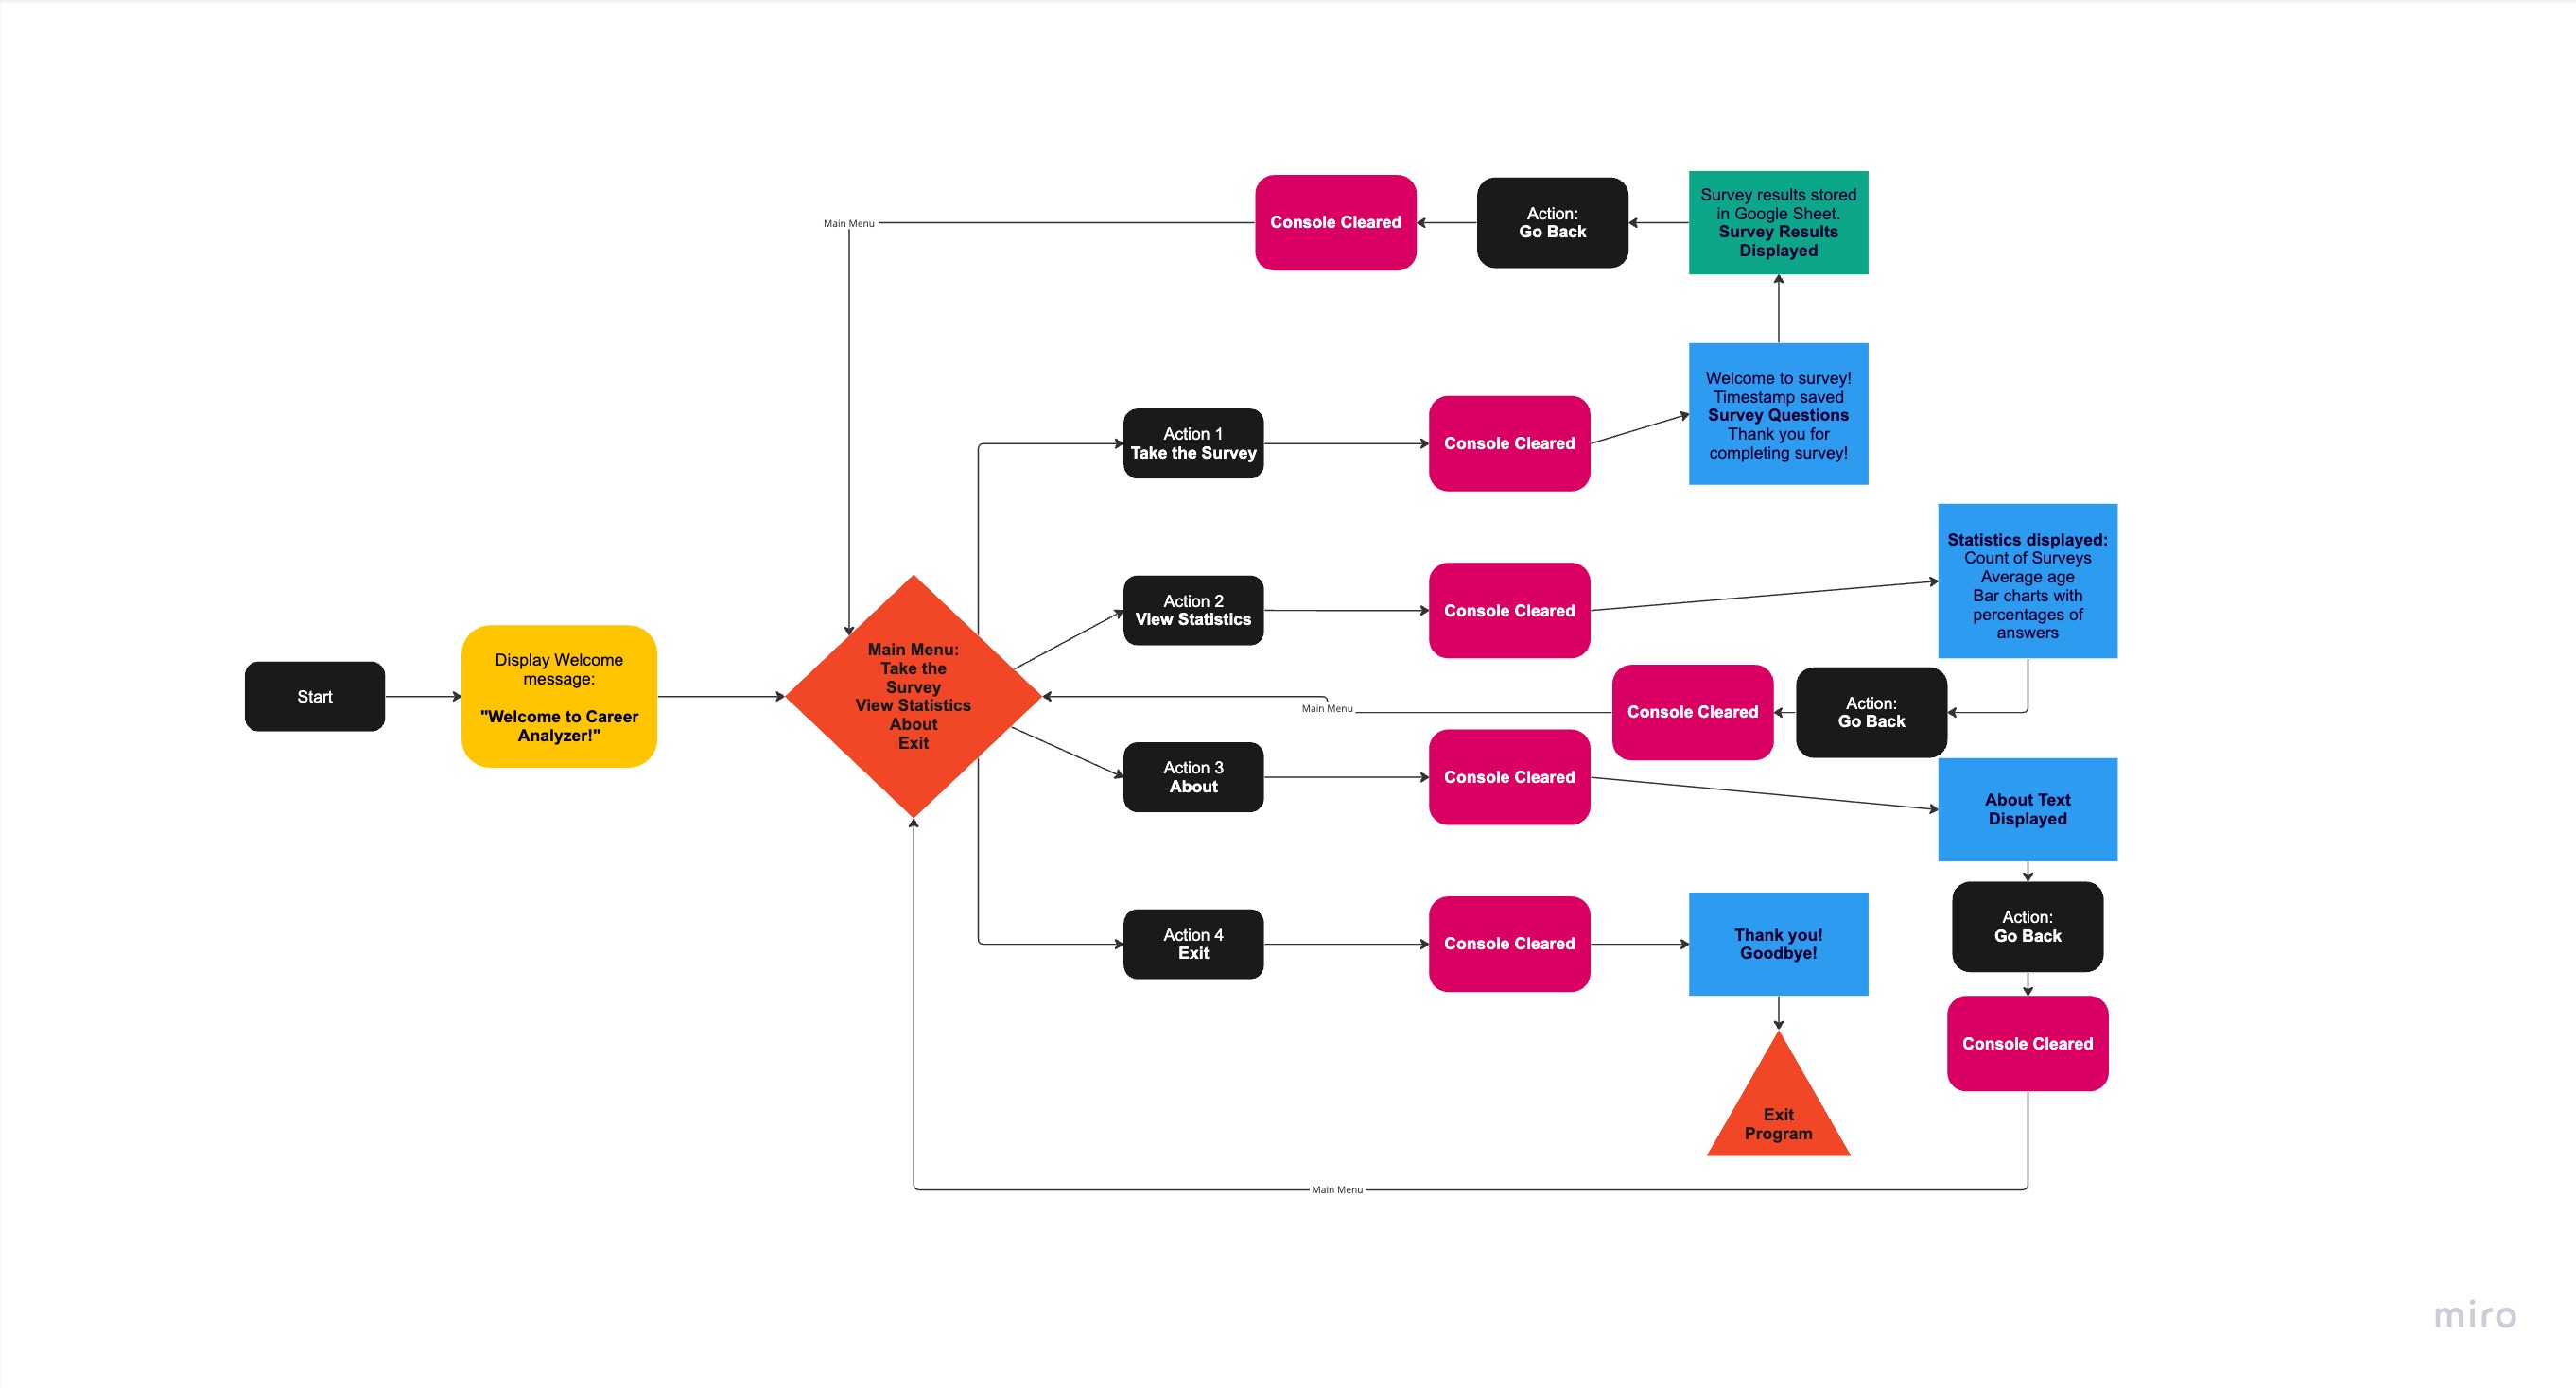 Main Menu
Console Cleared
Action:
Go Back
Survey results stored
in Google Sheet.
Survey Results
Displayed
Welcome to survey!
Timestamp saved
Survey Questions
Thank you for
completing survey!
Action 1
Take the Survey
Console Cleared
Action 2
View Statistics
Console Cleared
Statistics displayed:
Count of Surveys
Average age
Bar charts with
percentages of
answers
Start
Display Welcome
message:
"Welcome to Career
Analyzer!"
Main Menu:
Take the
Survey
View Statistics
About
Exit
Main Menu
Console Cleared
Action:
Go Back
Action 3
About
Console Cleared
About Text
Displayed
Action 4
Exit
Console Cleared
Thank you!
Goodbye!
Action:
Go Back
Console Cleared
Exit
Program
Main Menu
miro